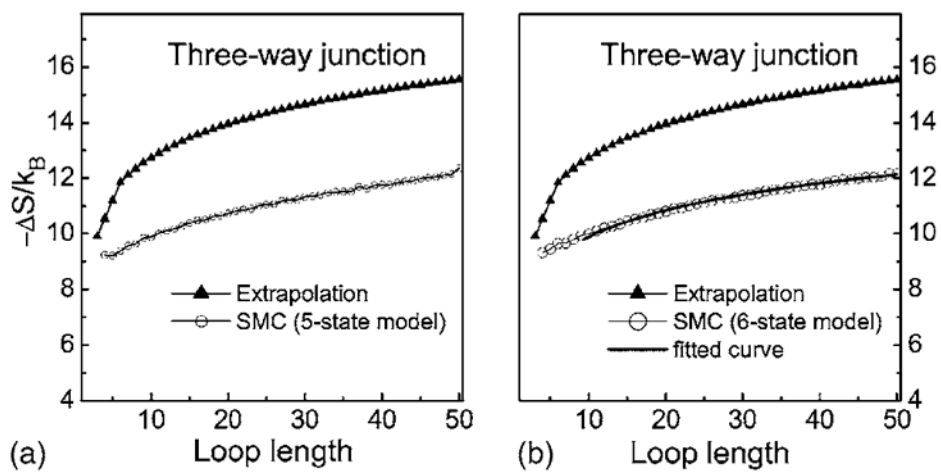 Three-way junction
16
14
12
10
8
6
4
−ΔS/k_B
Extrapolation
SMC (5-state model)
10 20 30 40 50
(a) Loop length
Three-way junction
16
14
12
10
8
6
4
Extrapolation
SMC (6-state model)
fitted curve
10 20 30 40 50
(b) Loop length